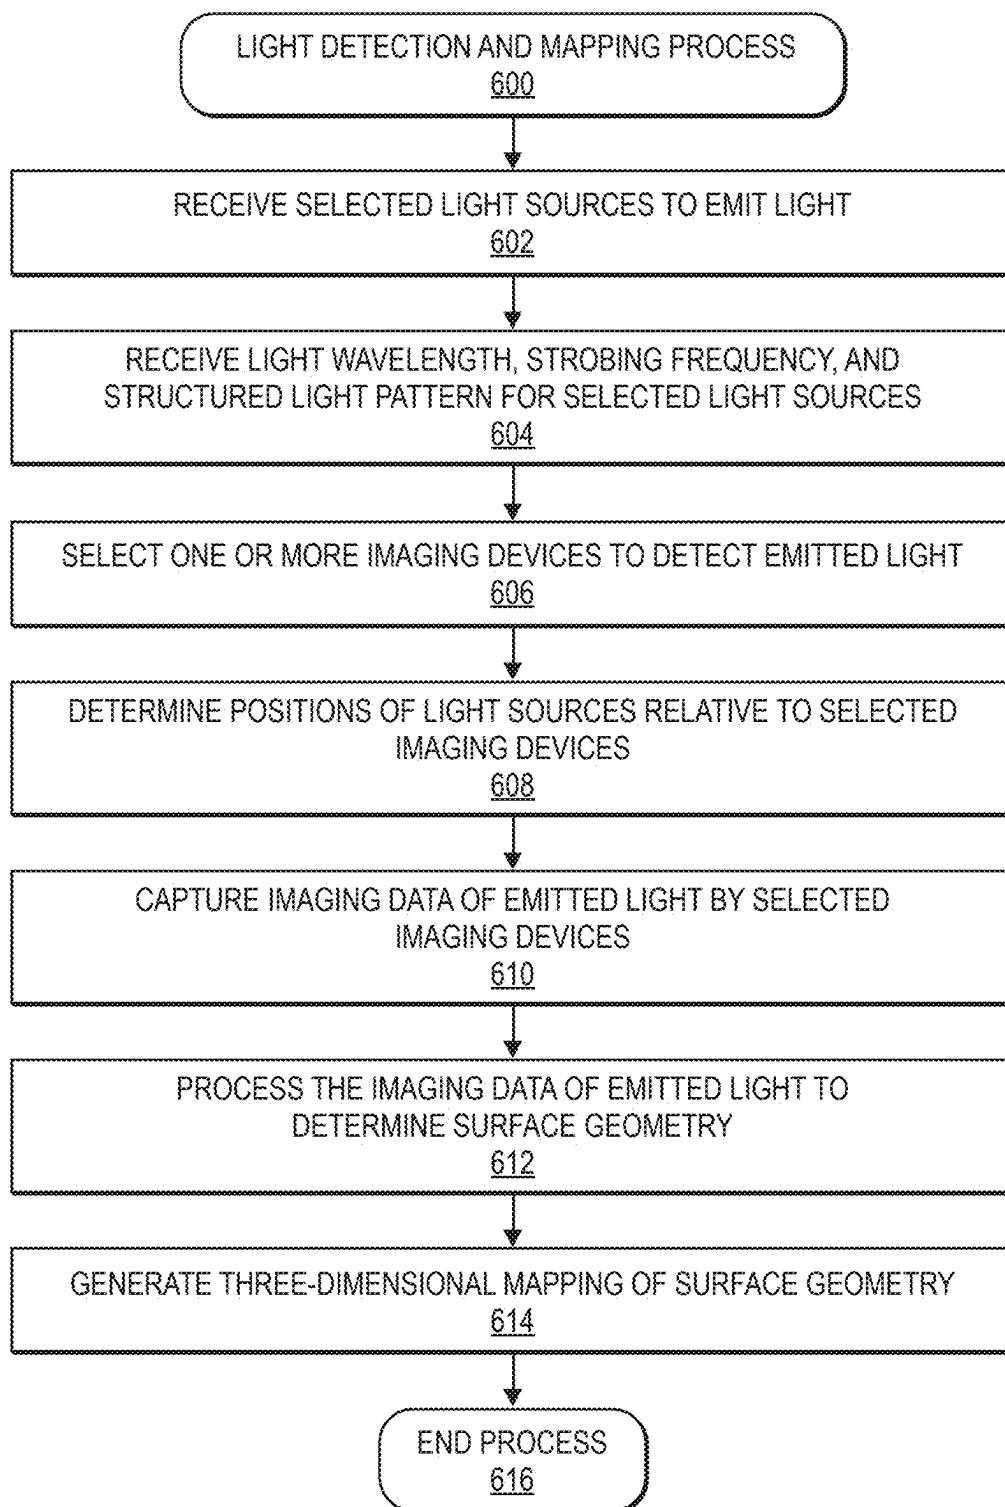 LIGHT DETECTION AND MAPPING PROCESS
600
RECEIVE SELECTED LIGHT SOURCES TO EMIT LIGHT
602
RECEIVE LIGHT WAVELENGTH, STROBING FREQUENCY, AND
STRUCTURED LIGHT PATTERN FOR SELECTED LIGHT SOURCES
604
SELECT ONE OR MORE IMAGING DEVICES TO DETECT EMITTED LIGHT
606
DETERMINE POSITIONS OF LIGHT SOURCES RELATIVE TO SELECTED
IMAGING DEVICES
608
CAPTURE IMAGING DATA OF EMITTED LIGHT BY SELECTED
IMAGING DEVICES
610
PROCESS THE IMAGING DATA OF EMITTED LIGHT TO
DETERMINE SURFACE GEOMETRY
612
GENERATE THREE-DIMENSIONAL MAPPING OF SURFACE GEOMETRY
614
END PROCESS
616